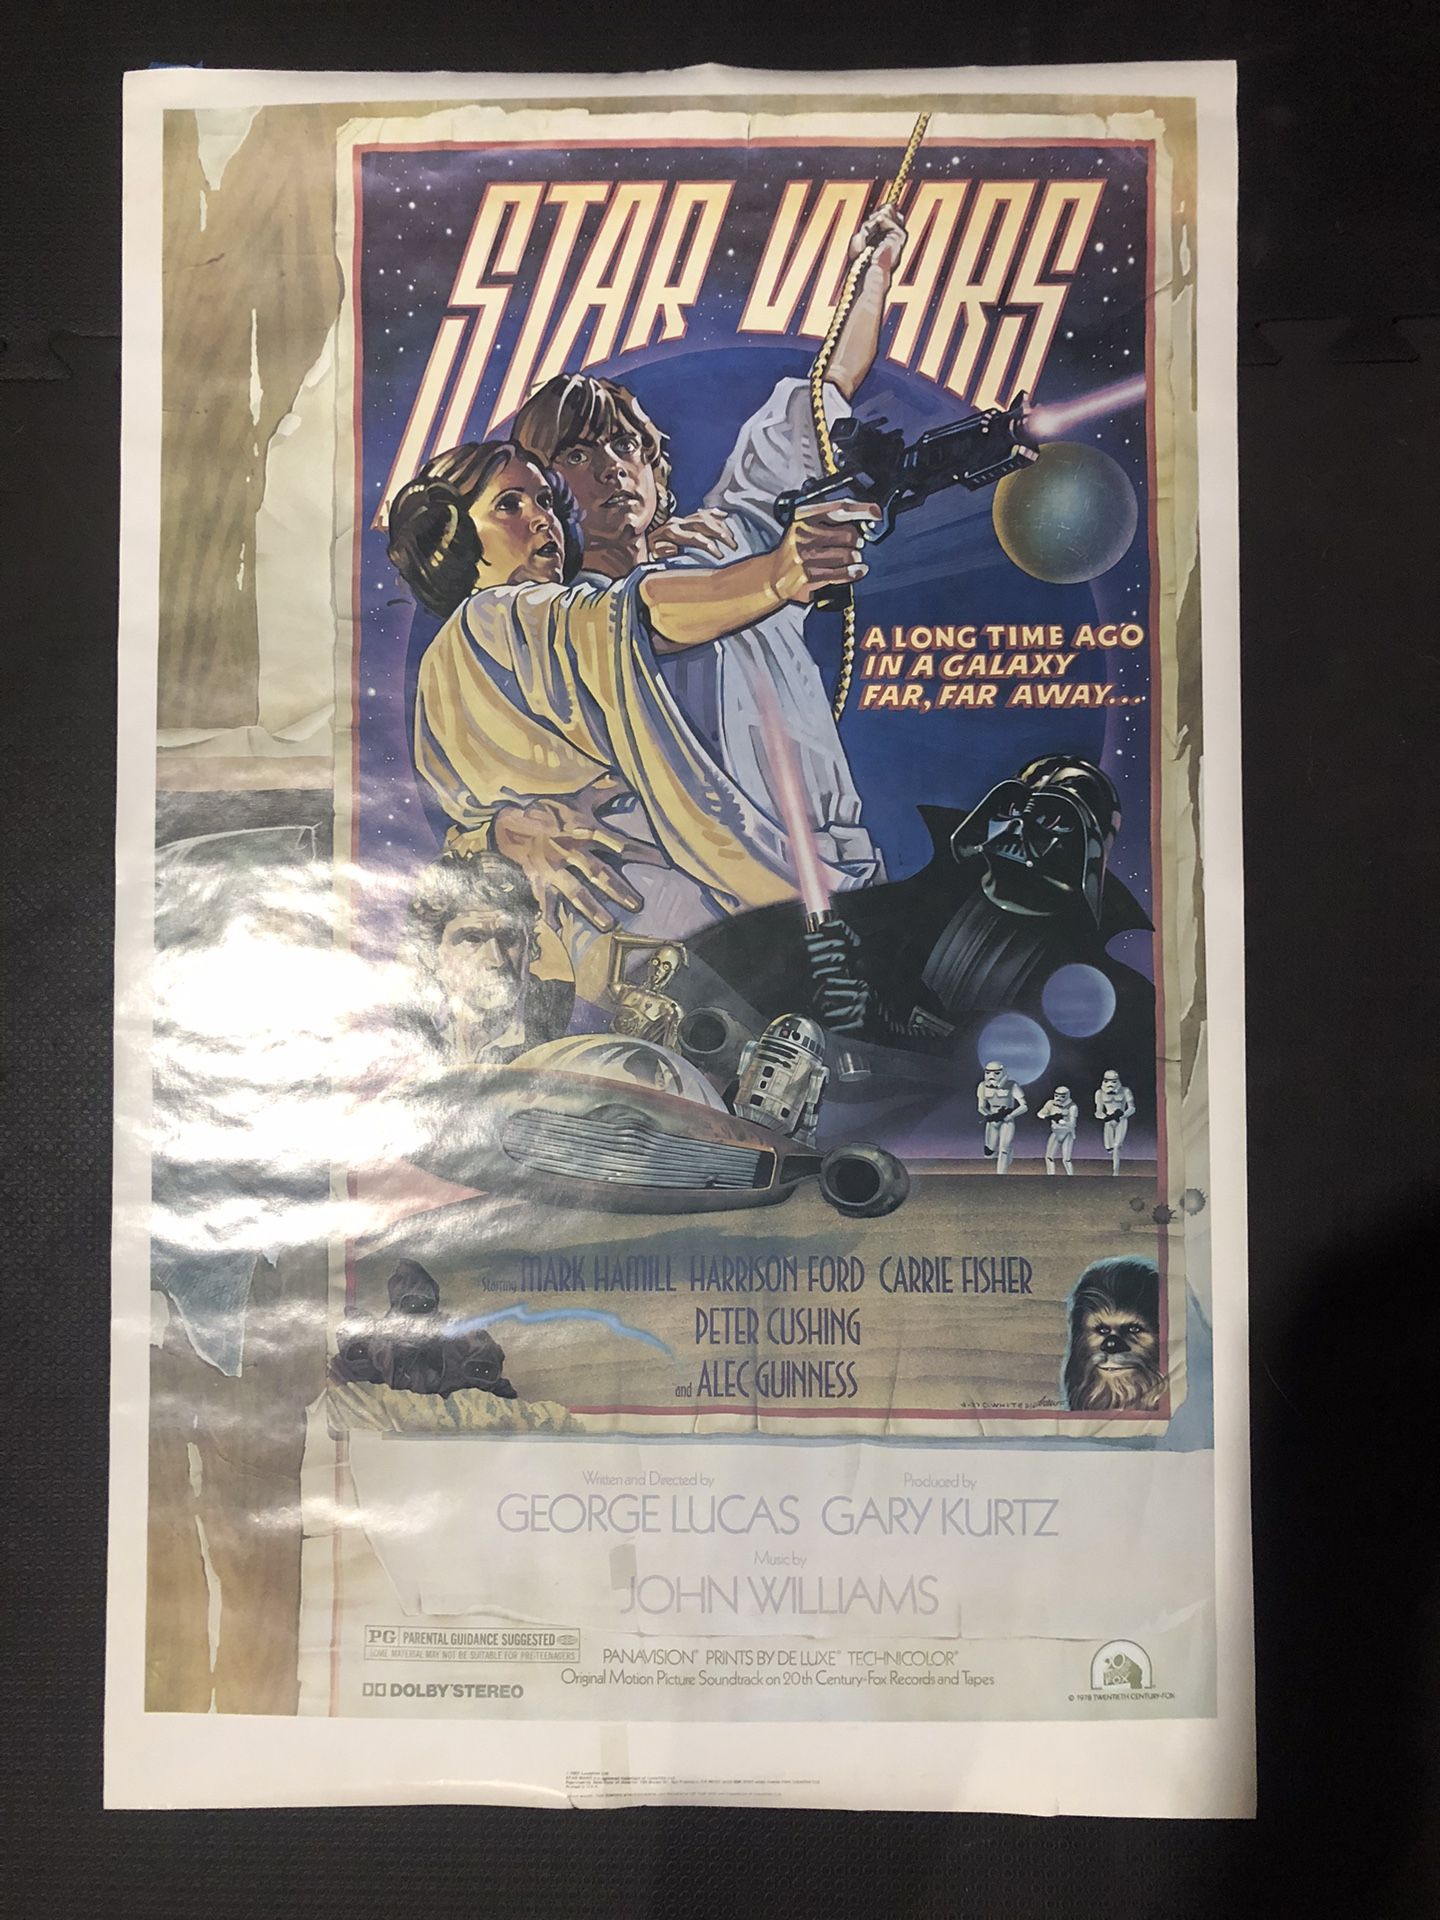 STAR WARS
A LONG TIME AGO
IN A GALAXY
FAR, FAR AWAY...
Starring MARK HAMILL HARRISON FORD CARRIE FISHER
PETER CUSHING
and ALEC GUINNESS
Written and Directed by
GEORGE LUCAS
Produced by
GARY KURTZ
Music by
JOHN WILLIAMS
PG PARENTAL GUIDANCE SUGGESTED
SOME MATERIAL MAY NOT BE SUITABLE FOR PRE-TEENAGERS
PANAVISION® PRINTS BY DE LUXE® TECHNICOLOR®
Original Motion Picture Soundtrack on 20th Century-Fox Records and Tapes
DOLBY STEREO
FOX
© 1978 TWENTIETH CENTURY-FOX